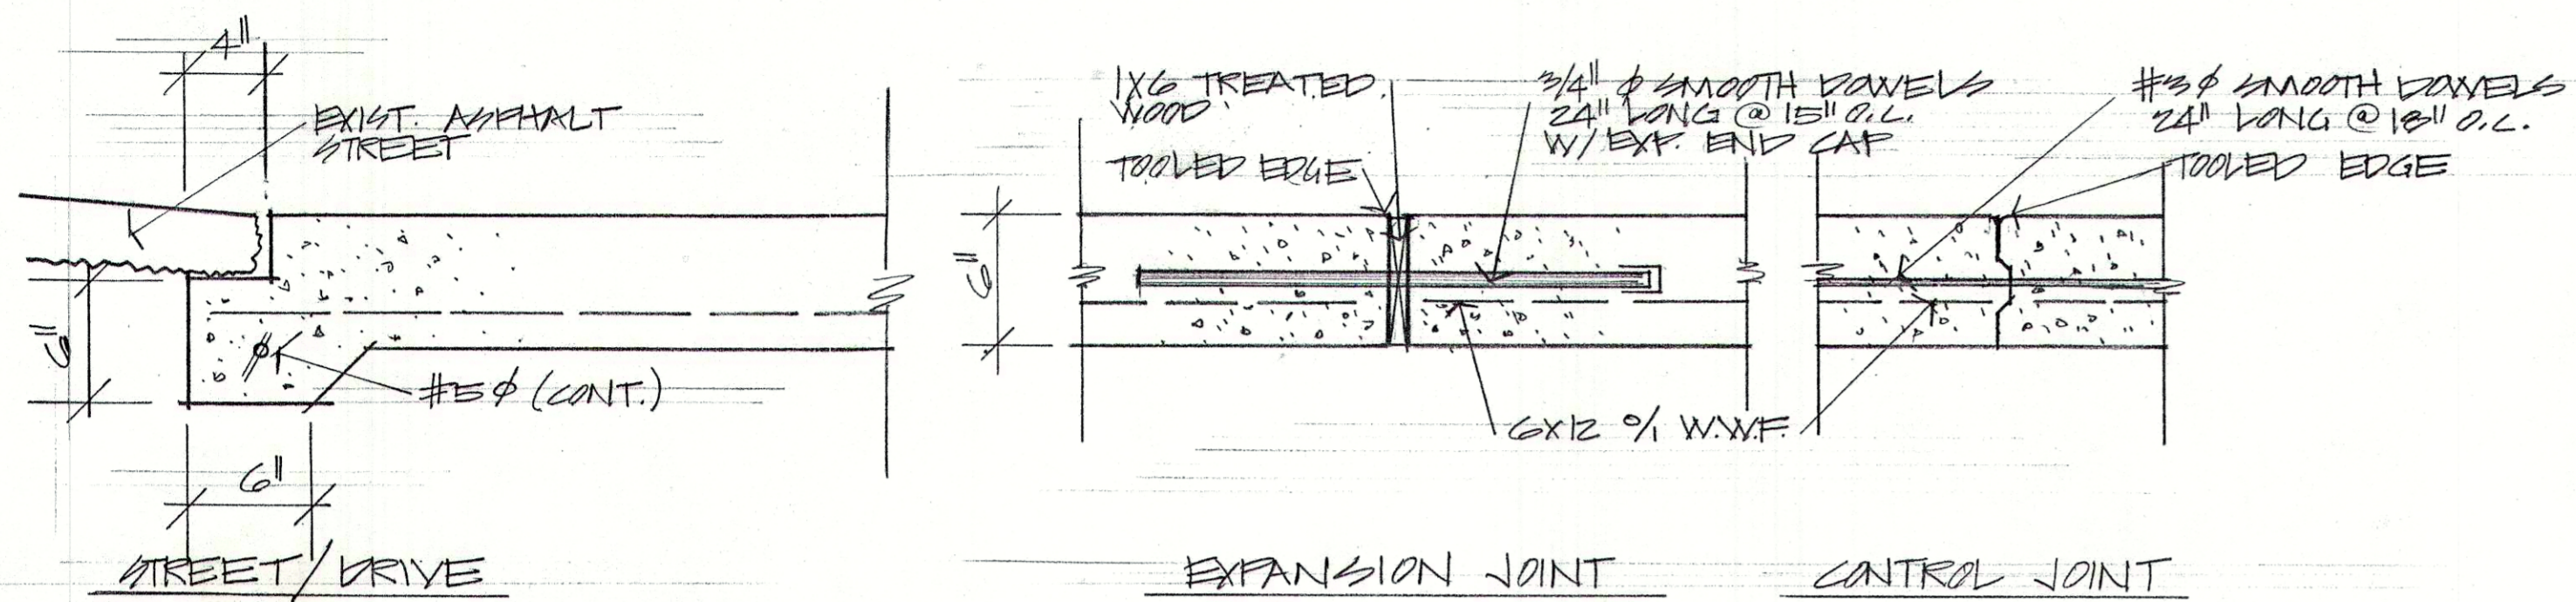 4"
EXIST. ASPHALT
STREET
6"
#5 φ (CONT.)
6"
STREET/DRIVE
1X6 TREATED
WOOD
TOOLED EDGE
3/4" φ SMOOTH DOWELS
24" LONG @ 15" O.C.
W/ EXP. END CAP
6"
6X12 0/1 W.W.F.
EXPANSION JOINT
#3 φ SMOOTH DOWELS
24" LONG @ 18" O.C.
TOOLED EDGE
CONTROL JOINT